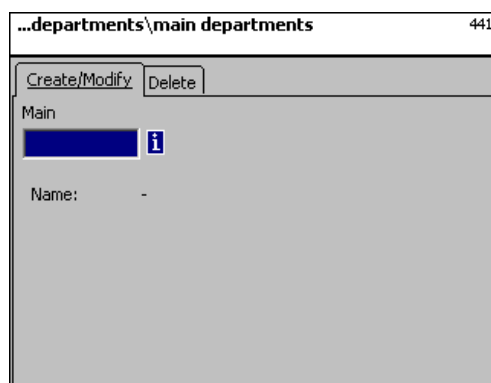 ...departments\main departments 441
Create/Modify Delete
Main
i
Name: -